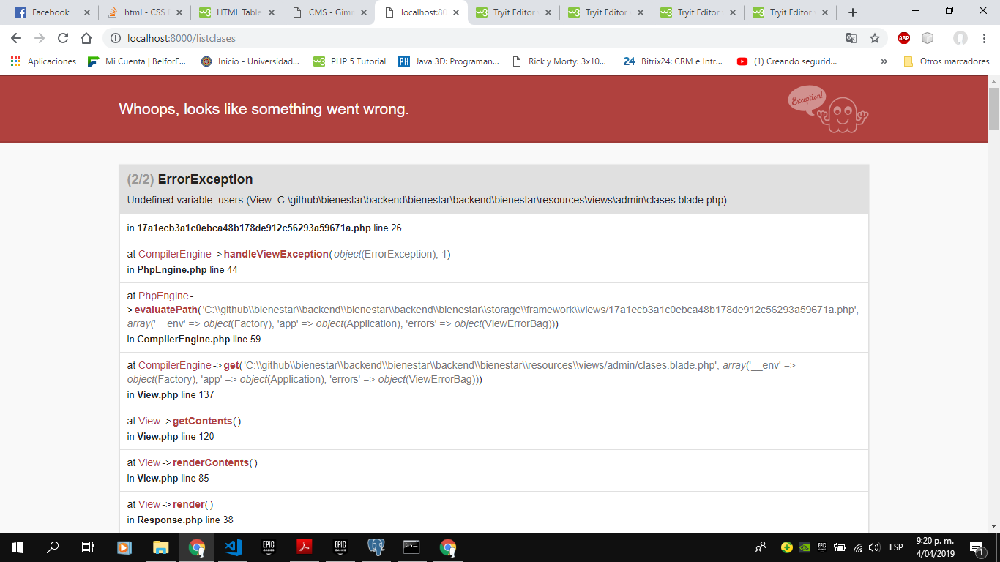 Facebook
html - CSS
HTML Table
CMS - Gimn
localhost:80
Tryit Editor
Tryit Editor
Tryit Editor
Tryit Editor
localhost:8000/listclases
ABP
Aplicaciones
Mi Cuenta | BelforF...
Inicio - Universidad...
PHP 5 Tutorial
PH
Java 3D: Programan...
Rick y Morty: 3x10...
24
Bitrix24: CRM e Intr...
(1) Creando segurid...
»
Otros marcadores
Whoops, looks like something went wrong.
Exception!
(2/2) ErrorException
Undefined variable: users (View: C:\github\bienestar\backend\bienestar\backend\bienestar\resources\views\admin\clases.blade.php)
in 17a1ecb3a1c0ebca48b178de912c56293a59671a.php line 26
at CompilerEngine->handleViewException(object(ErrorException), 1)
in PhpEngine.php line 44
at PhpEngine-
>evaluatePath('C:\\github\\bienestar\\backend\\bienestar\\backend\\bienestar\\storage\\framework\\views/17a1ecb3a1c0ebca48b178de912c56293a59671a.php',
array('__env' => object(Factory), 'app' => object(Application), 'errors' => object(ViewErrorBag)))
in CompilerEngine.php line 59
at CompilerEngine->get('C:\\github\\bienestar\\backend\\bienestar\\backend\\bienestar\\resources\\views/admin/clases.blade.php', array('__env' =>
object(Factory), 'app' => object(Application), 'errors' => object(ViewErrorBag)))
in View.php line 137
at View->getContents()
in View.php line 120
at View->renderContents()
in View.php line 85
at View->render()
in Response.php line 38
EPIC GAMES
EPIC GAMES
ESP
9:20 p. m.
4/04/2019
1